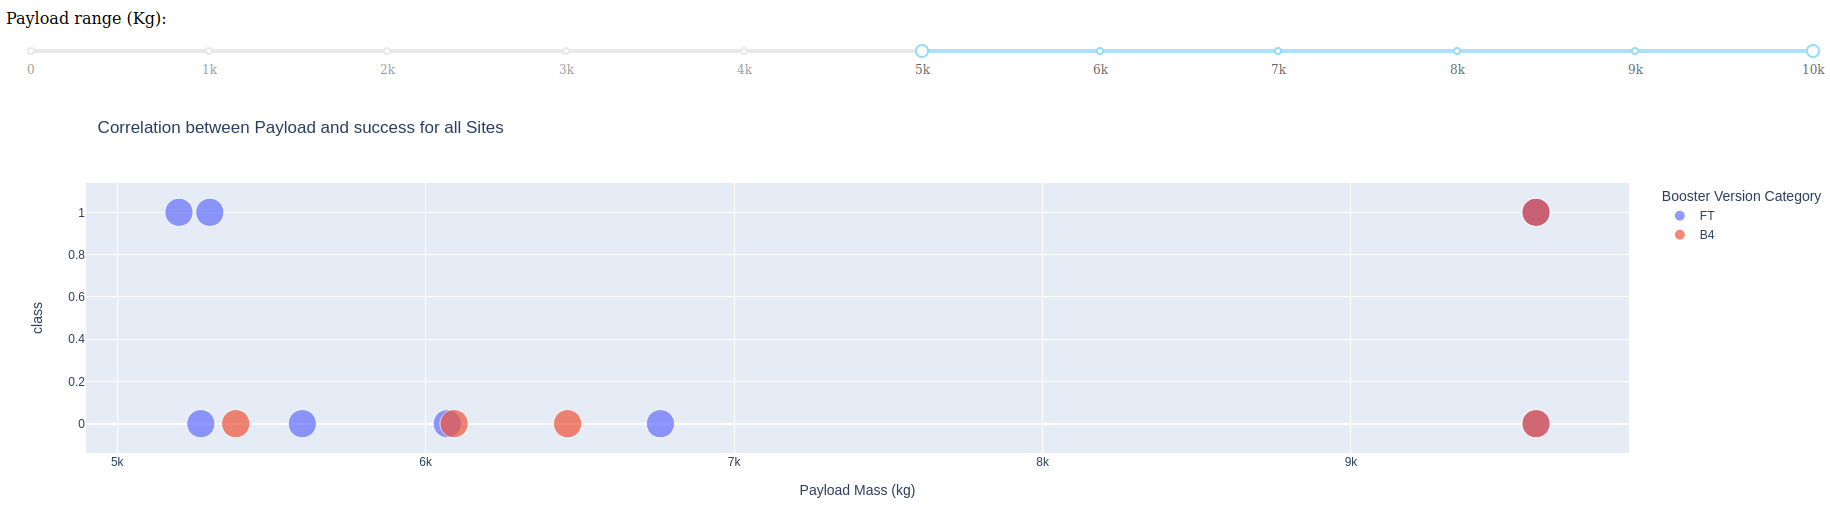 Payload range (Kg):
0 1k 2k 3k 4k 5k 6k 7k 8k 9k 10k
Correlation between Payload and success for all Sites
Booster Version Category
FT
B4
1
0.8
0.6
0.4
0.2
0
class
5k 6k 7k 8k 9k
Payload Mass (kg)